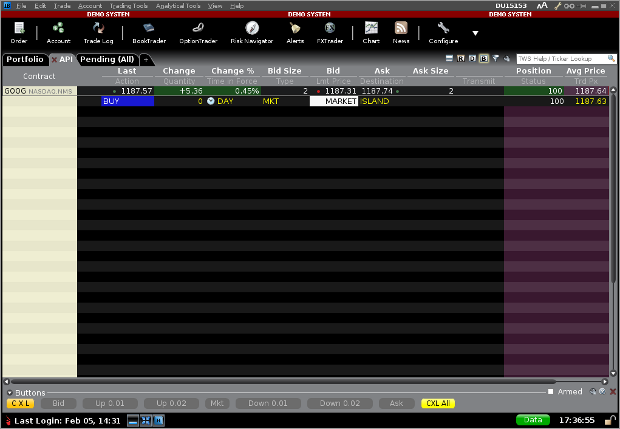 File Edit Trade Account Trading Tools Analytical Tools View Help DU15153 AA
DEMO SYSTEM DEMO SYSTEM DEMO SYSTEM
Order Account Trade Log BookTrader OptionTrader Risk Navigator Alerts FXTrader Chart News Configure
Portfolio API Pending (All) + TWS Help / Ticker Lookup
Contract Last Change Change % Bid Size Bid Ask Ask Size Position Avg Price
Action Quantity Time in Force Type Lmt Price Destination Transmit Status Trd Px
GOOG NASDAQ.NMS 1187.57 +5.36 0.45% 2 1187.31 1187.74 2 100 1187.64
BUY 0 DAY MKT MARKET ISLAND 100 1187.63
Buttons Armed
C X L Bid Up 0.01 Up 0.02 Mkt Down 0.01 Down 0.02 Ask CXL All
Last Login: Feb 05, 14:31 Data 17:36:55